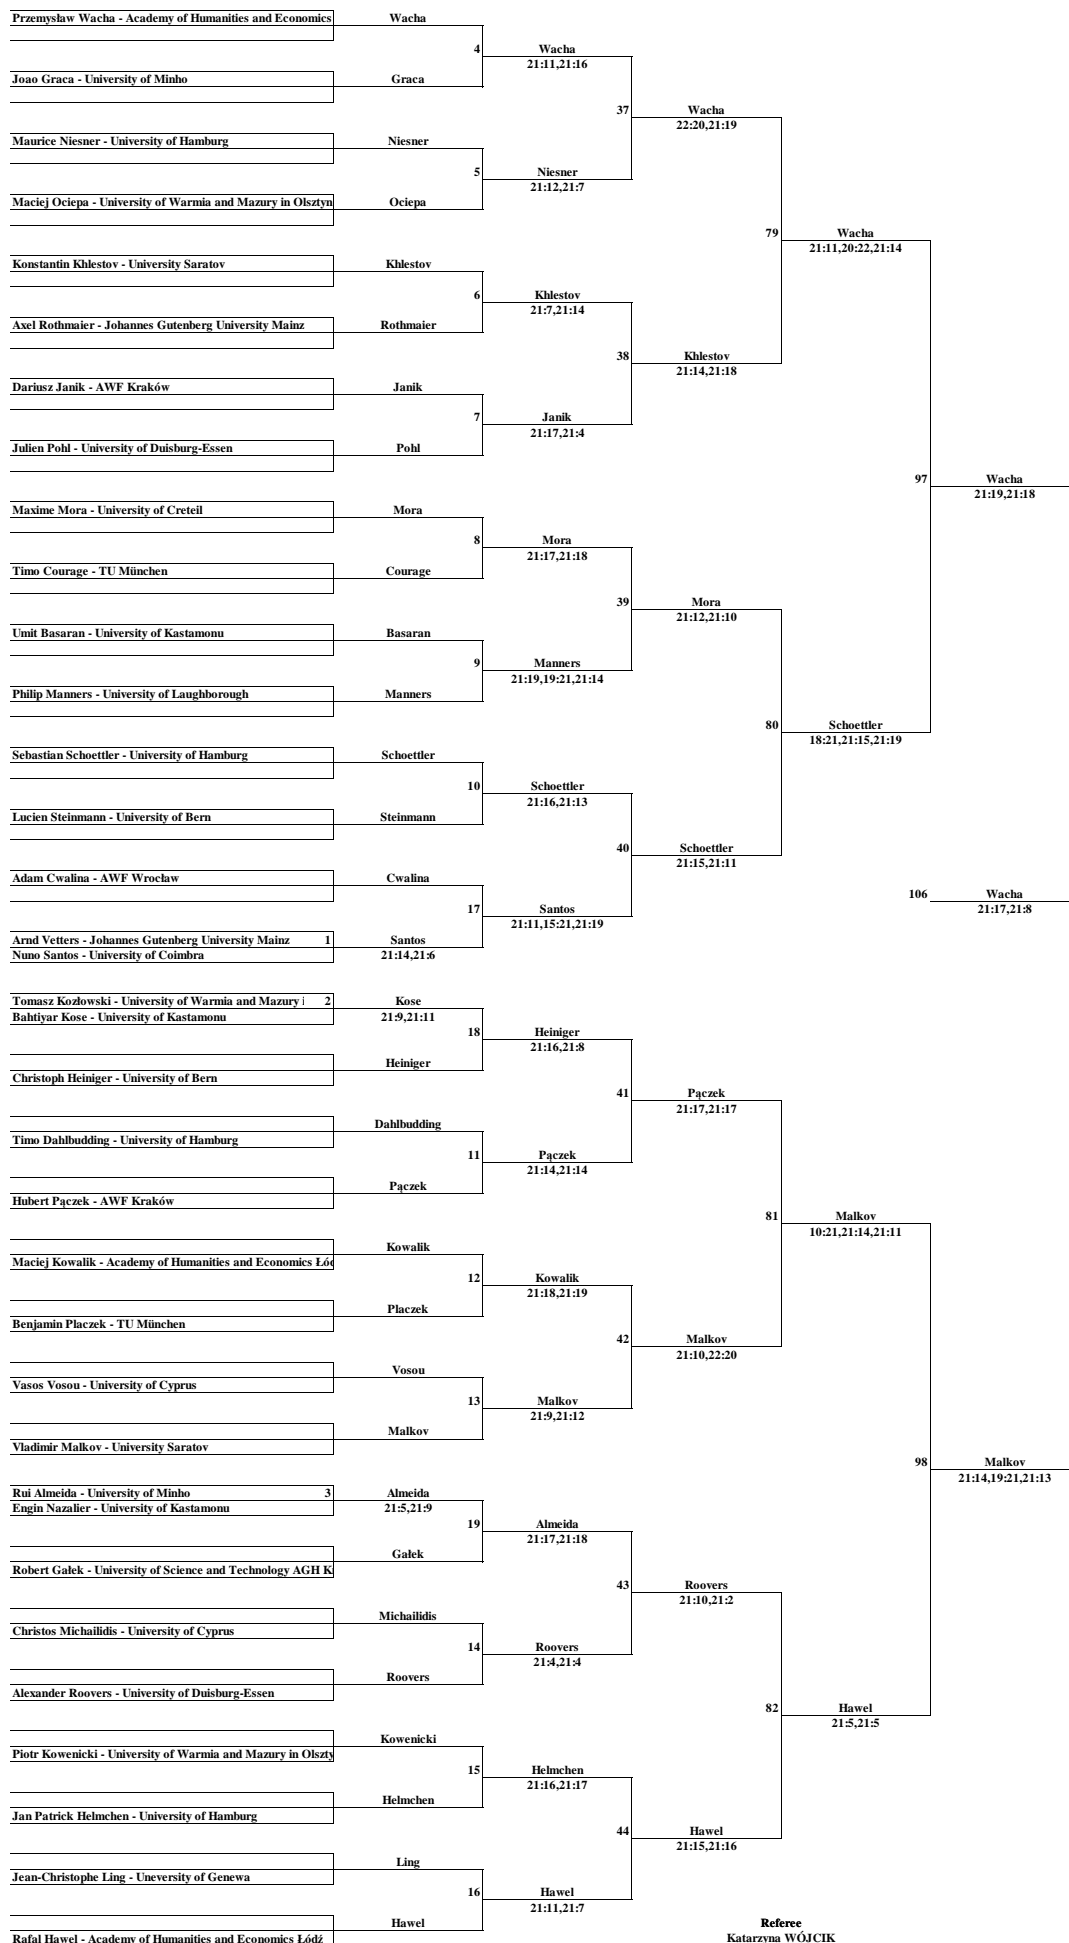 Przemysław Wacha - Academy of Humanities and Economics
Wacha
4
Wacha
21:11,21:16
Joao Graca - University of Minho
Graca
37
Wacha
22:20,21:19
Maurice Niesner - University of Hamburg
Niesner
5
Niesner
21:12,21:7
Maciej Ociepa - University of Warmia and Mazury in Olsztyn
Ociepa
79
Wacha
21:11,20:22,21:14
Konstantin Khlestov - University Saratov
Khlestov
6
Khlestov
21:7,21:14
Axel Rothmaier - Johannes Gutenberg University Mainz
Rothmaier
38
Khlestov
21:14,21:18
Dariusz Janik - AWF Kraków
Janik
7
Janik
21:17,21:4
Julien Pohl - University of Duisburg-Essen
Pohl
97
Wacha
21:19,21:18
Maxime Mora - University of Creteil
Mora
8
Mora
21:17,21:18
Timo Courage - TU München
Courage
39
Mora
21:12,21:10
Umit Basaran - University of Kastamonu
Basaran
9
Manners
21:19,19:21,21:14
Philip Manners - University of Laughborough
Manners
80
Schoettler
18:21,21:15,21:19
Sebastian Schoettler - University of Hamburg
Schoettler
10
Schoettler
21:16,21:13
Lucien Steinmann - University of Bern
Steinmann
40
Schoettler
21:15,21:11
Adam Cwalina - AWF Wrocław
Cwalina
106
Wacha
21:17,21:8
17
Santos
21:11,15:21,21:19
Arnd Vetters - Johannes Gutenberg University Mainz 1
Santos
Nuno Santos - University of Coimbra
21:14,21:6
Tomasz Kozłowski - University of Warmia and Mazury i 2
Kose
Bahtiyar Kose - University of Kastamonu
21:9,21:11
18
Heiniger
21:16,21:8
Heiniger
Christoph Heiniger - University of Bern
41
Pączek
21:17,21:17
Dahlbudding
Timo Dahlbudding - University of Hamburg
11
Pączek
21:14,21:14
Pączek
Hubert Pączek - AWF Kraków
81
Malkov
10:21,21:14,21:11
Kowalik
Maciej Kowalik - Academy of Humanities and Economics Łó
12
Kowalik
21:18,21:19
Placzek
Benjamin Placzek - TU München
42
Malkov
21:10,22:20
Vosou
Vasos Vosou - University of Cyprus
13
Malkov
21:9,21:12
Malkov
Vladimir Malkov - University Saratov
98
Malkov
21:14,19:21,21:13
Rui Almeida - University of Minho 3
Almeida
Engin Nazalier - University of Kastamonu
21:5,21:9
19
Almeida
21:17,21:18
Gałek
Robert Gałek - University of Science and Technology AGH K
43
Roovers
21:10,21:2
Michailidis
Christos Michailidis - University of Cyprus
14
Roovers
21:4,21:4
Roovers
Alexander Roovers - University of Duisburg-Essen
82
Hawel
21:5,21:5
Kowenicki
Piotr Kowenicki - University of Warmia and Mazury in Olszty
15
Helmchen
21:16,21:17
Helmchen
Jan Patrick Helmchen - University of Hamburg
44
Hawel
21:15,21:16
Ling
Jean-Christophe Ling - Uneversity of Genewa
16
Hawel
21:11,21:7
Hawel
Rafal Hawel - Academy of Humanities and Economics Łódź
Referee
Katarzyna WÓJCIK